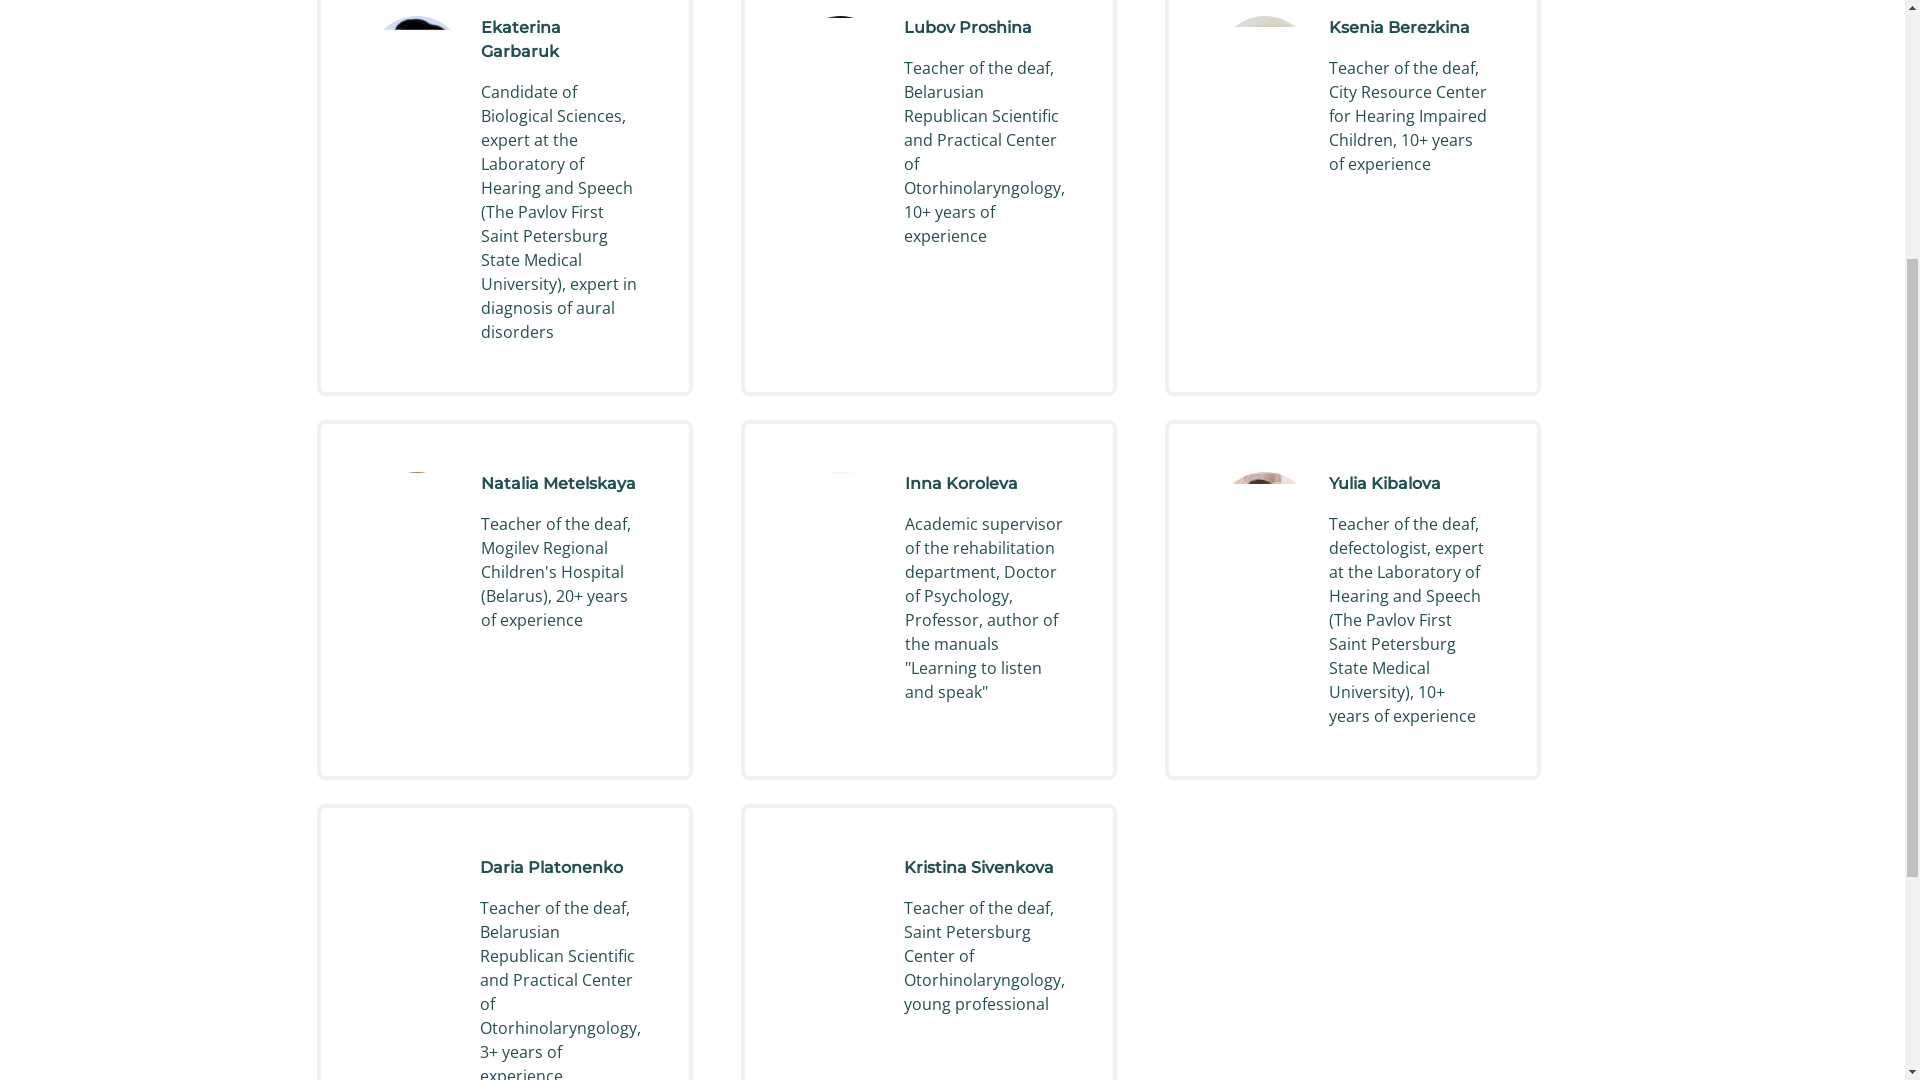 Ekaterina
Garbaruk
Candidate of
Biological Sciences,
expert at the
Laboratory of
Hearing and Speech
(The Pavlov First
Saint Petersburg
State Medical
University), expert in
diagnosis of aural
disorders
Lubov Proshina
Teacher of the deaf,
Belarusian
Republican Scientific
and Practical Center
of
Otorhinolaryngology,
10+ years of
experience
Ksenia Berezkina
Teacher of the deaf,
City Resource Center
for Hearing Impaired
Children, 10+ years
of experience
Natalia Metelskaya
Teacher of the deaf,
Mogilev Regional
Children's Hospital
(Belarus), 20+ years
of experience
Inna Koroleva
Academic supervisor
of the rehabilitation
department, Doctor
of Psychology,
Professor, author of
the manuals
"Learning to listen
and speak"
Yulia Kibalova
Teacher of the deaf,
defectologist, expert
at the Laboratory of
Hearing and Speech
(The Pavlov First
Saint Petersburg
State Medical
University), 10+
years of experience
Daria Platonenko
Teacher of the deaf,
Belarusian
Republican Scientific
and Practical Center
of
Otorhinolaryngology,
3+ years of
experience
Kristina Sivenkova
Teacher of the deaf,
Saint Petersburg
Center of
Otorhinolaryngology,
young professional